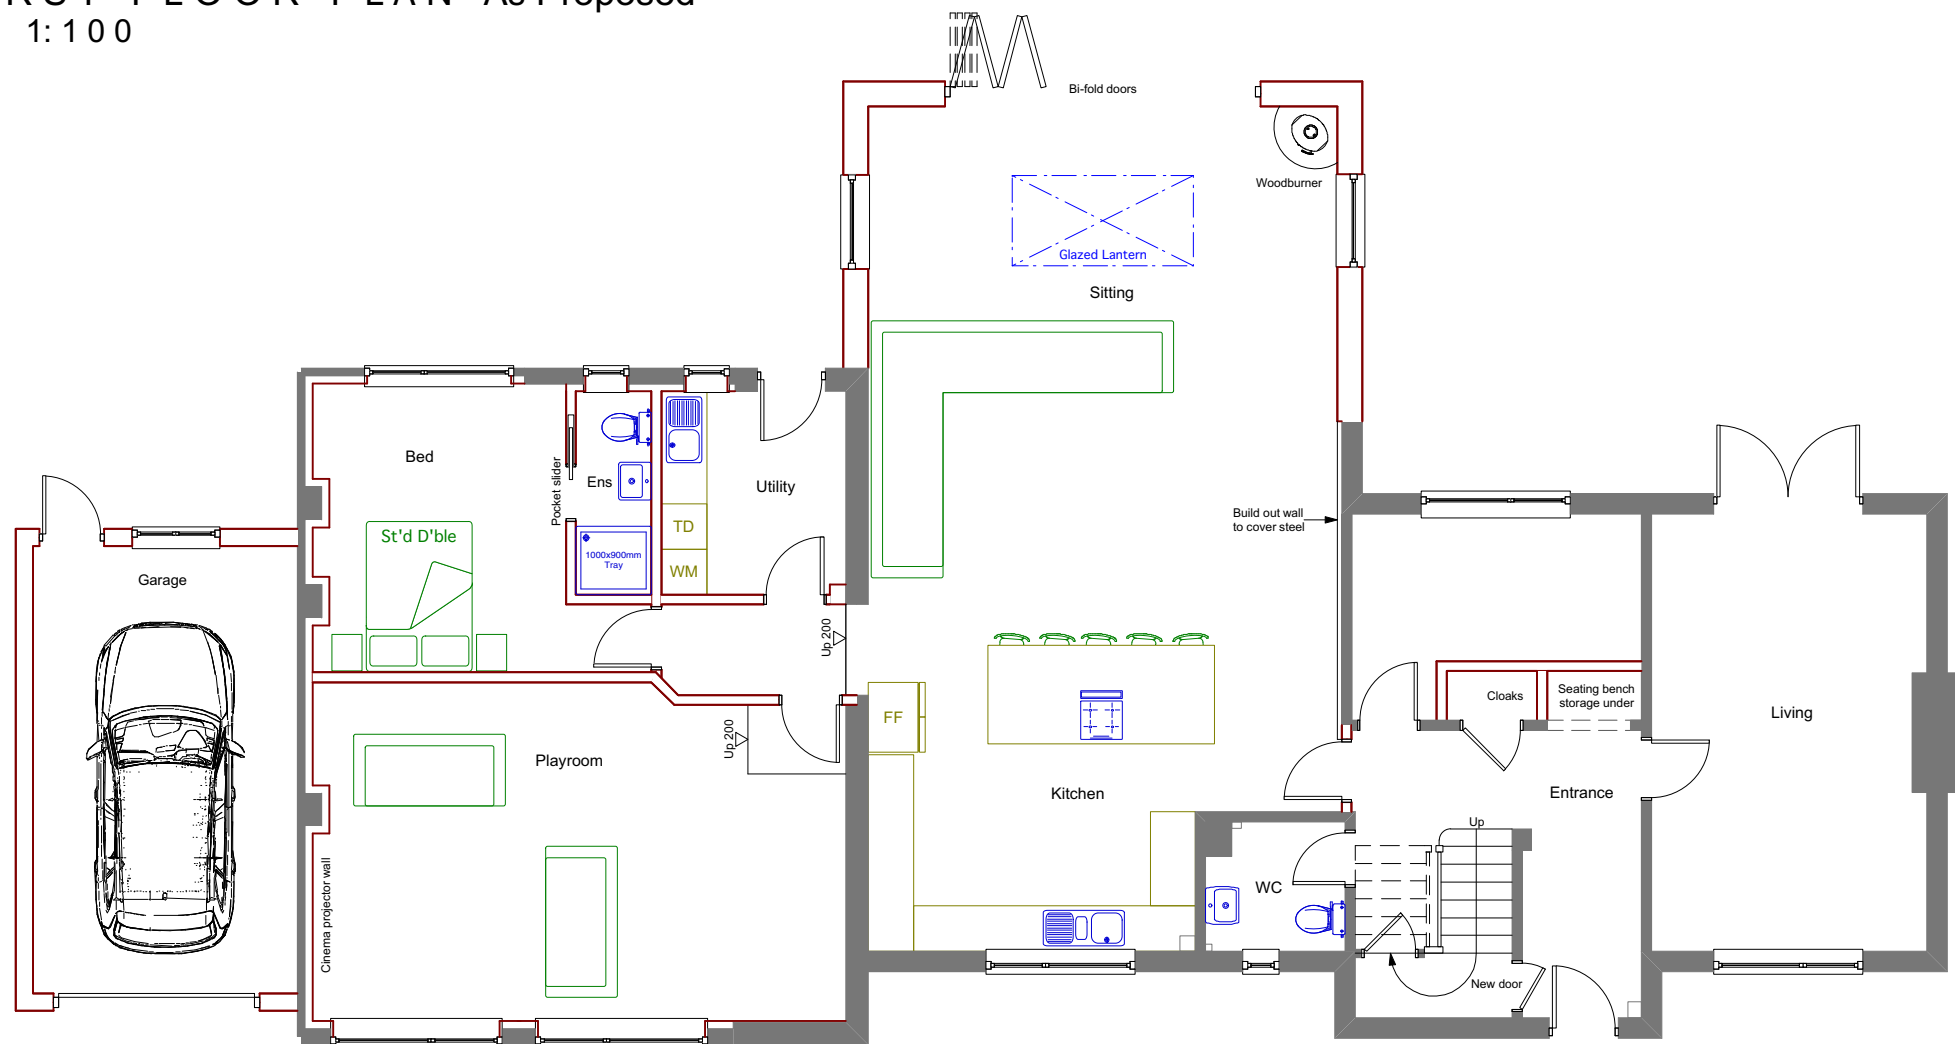 R S T F L O O R P L A N As Proposed
1: 1 0 0
Bi-fold doors
Woodburner
Glazed Lantern
Sitting
Bed
Pocket slider
Ens
Utility
Build out wall
to cover steel
St'd D'ble
TD
1000x900mm
Tray
WM
Garage
Up 200
Cloaks
Seating bench
storage under
FF
Living
Up 200
Playroom
Kitchen
Entrance
Up
Cinema projector wall
WC
New door